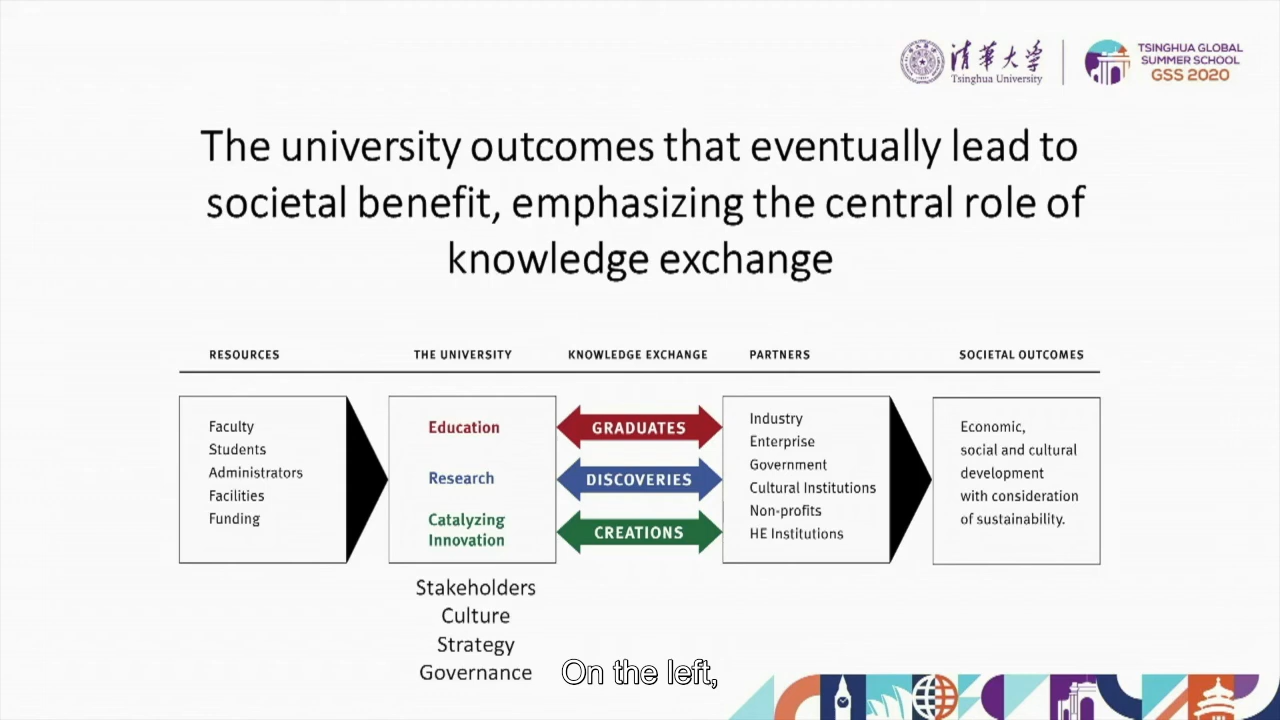 清華大学
Tsinghua University
TSINGHUA GLOBAL
SUMMER SCHOOL
GSS 2020
The university outcomes that eventually lead to
societal benefit, emphasizing the central role of
knowledge exchange
RESOURCES
THE UNIVERSITY
KNOWLEDGE EXCHANGE
PARTNERS
SOCIETAL OUTCOMES
Faculty
Students
Administrators
Facilities
Funding
Education
Research
Catalyzing
Innovation
GRADUATES
DISCOVERIES
CREATIONS
Industry
Enterprise
Government
Cultural Institutions
Non-profits
HE Institutions
Economic,
social and cultural
development
with consideration
of sustainability.
Stakeholders
Culture
Strategy
Governance
On the left,